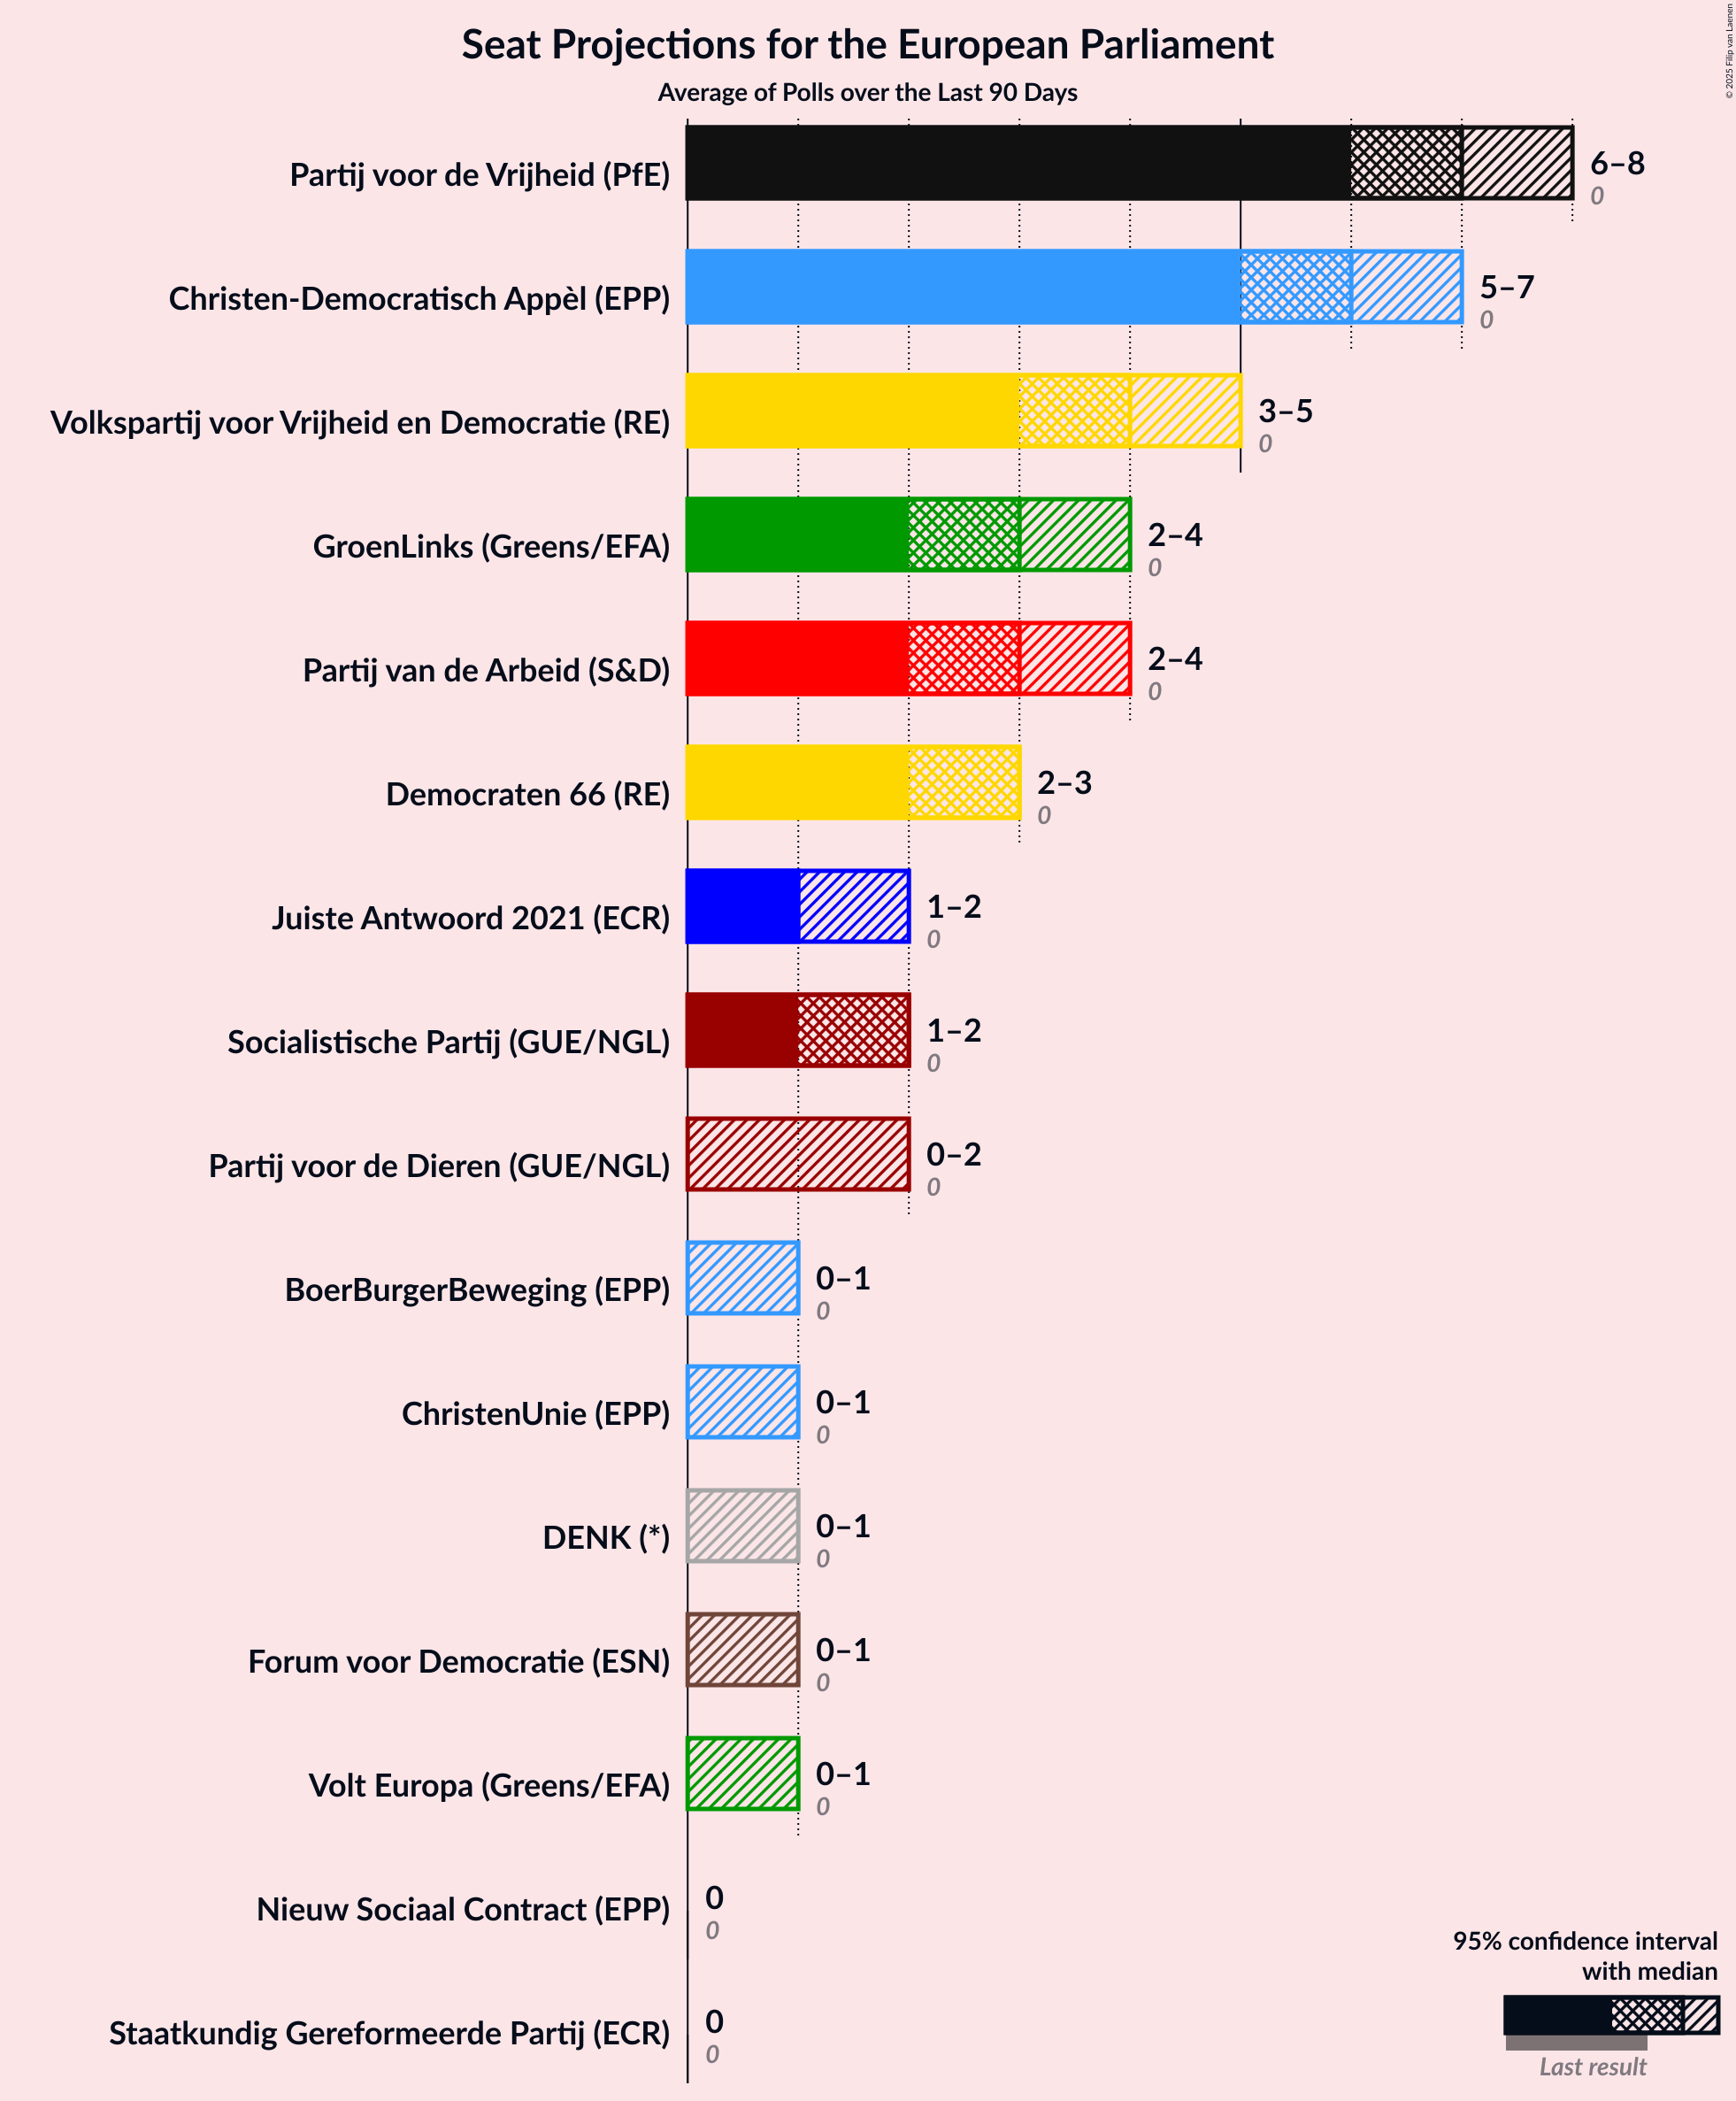 Seat Projections for the European Parliament
Average of Polls over the Last 90 Days
© 2025 Filip van Laenen
Partij voor de Vrijheid (PfE)
6–8
0
Christen-Democratisch Appèl (EPP)
5–7
0
Volkspartij voor Vrijheid en Democratie (RE)
3–5
0
GroenLinks (Greens/EFA)
2–4
0
Partij van de Arbeid (S&D)
2–4
0
Democraten 66 (RE)
2–3
0
Juiste Antwoord 2021 (ECR)
1–2
0
Socialistische Partij (GUE/NGL)
1–2
0
Partij voor de Dieren (GUE/NGL)
0–2
0
BoerBurgerBeweging (EPP)
0–1
0
ChristenUnie (EPP)
0–1
0
DENK (*)
0–1
0
Forum voor Democratie (ESN)
0–1
0
Volt Europa (Greens/EFA)
0–1
0
Nieuw Sociaal Contract (EPP)
0
0
Staatkundig Gereformeerde Partij (ECR)
0
0
95% confidence interval
with median
Last result